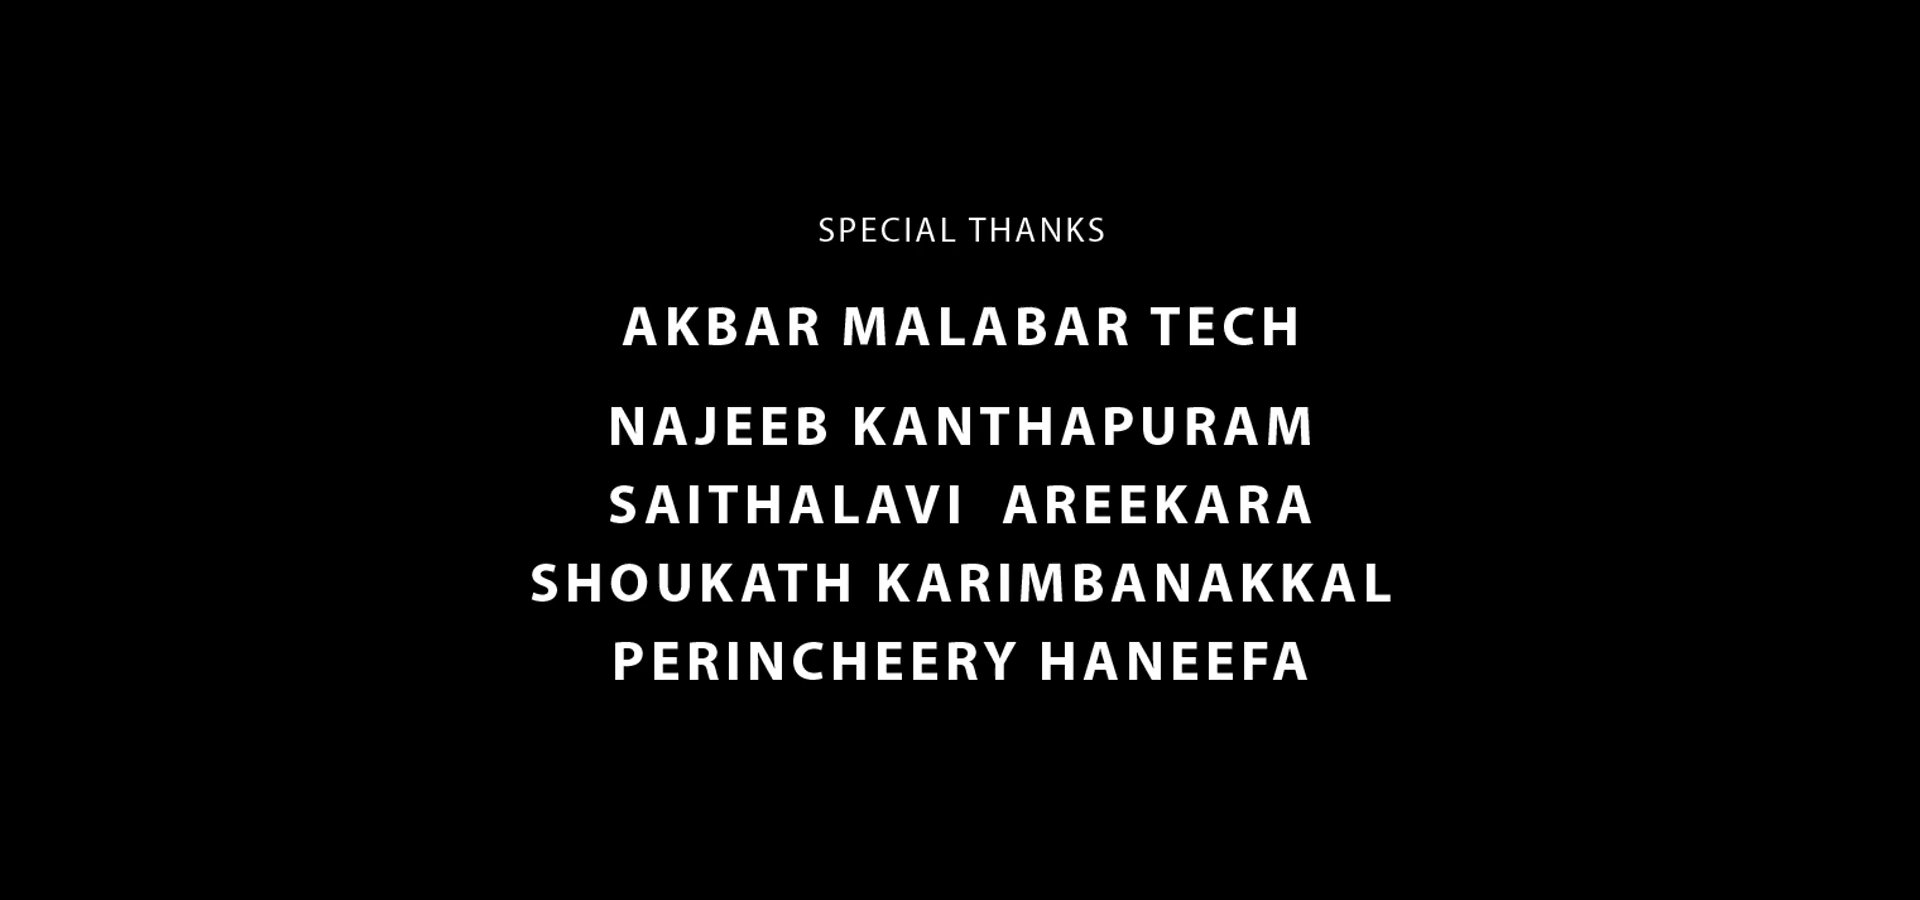 SPECIAL THANKS
AKBAR MALABAR TECH
NAJEEB KANTHAPURAM
SAITHALAVI AREEKARA
SHOUKATH KARIMBANAKKAL
PERINCHEERY HANEEFA